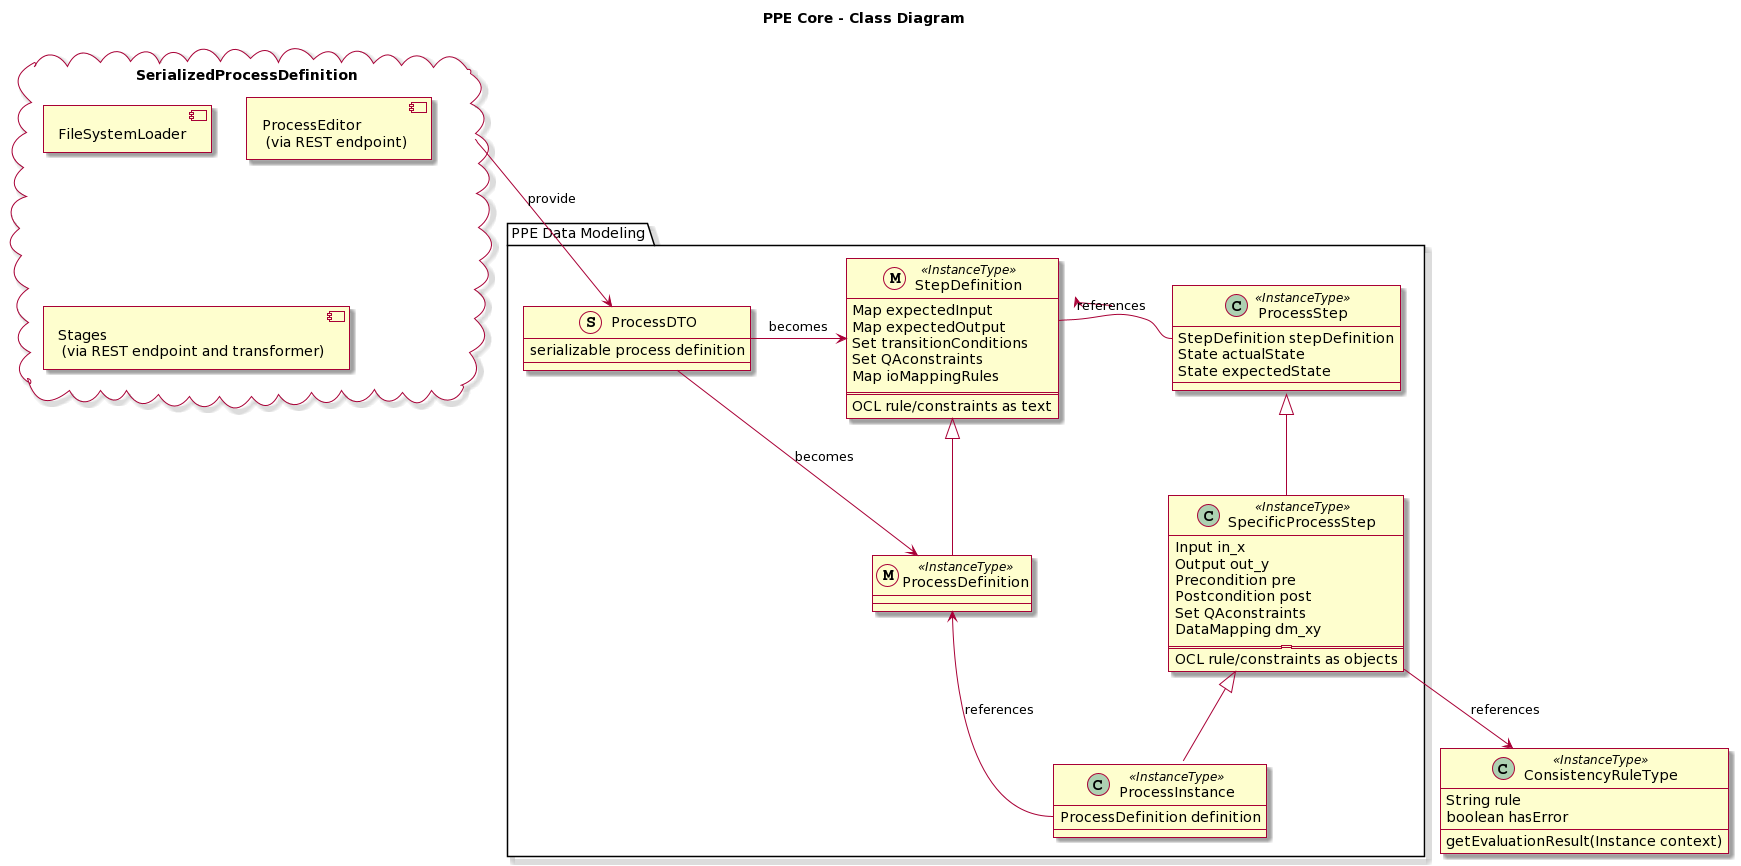 PPE Core - Class Diagram
SerializedProcessDefinition
FileSystemLoader
ProcessEditor
(via REST endpoint)
Stages
(via REST endpoint and transformer)
provide
PPE Data Modeling
S
ProcessDTO
serializable process definition
becomes
M
«InstanceType»
StepDefinition
Map expectedInput
Map expectedOutput
Set transitionConditions
Set QAconstraints
Map ioMappingRules
OCL rule/constraints as text
references
C
«InstanceType»
ProcessStep
StepDefinition stepDefinition
State actualState
State expectedState
becomes
M
«InstanceType»
ProcessDefinition
C
«InstanceType»
SpecificProcessStep
Input in_x
Output out_y
Precondition pre
Postcondition post
Set QAconstraints
DataMapping dm_xy
OCL rule/constraints as objects
references
references
C
«InstanceType»
ProcessInstance
ProcessDefinition definition
C
«InstanceType»
ConsistencyRuleType
String rule
boolean hasError
getEvaluationResult(Instance context)